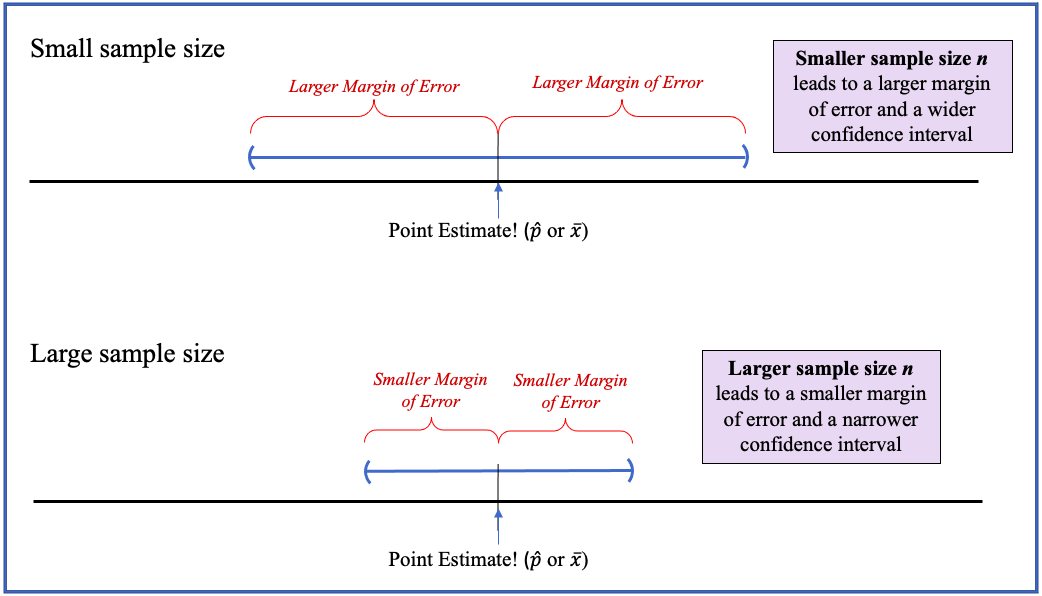 Small sample size
Larger Margin of Error
Larger Margin of Error
Smaller sample size n
leads to a larger margin
of error and a wider
confidence interval
Point Estimate! (p̂ or x̄)
Large sample size
Smaller Margin
of Error
Smaller Margin
of Error
Larger sample size n
leads to a smaller margin
of error and a narrower
confidence interval
Point Estimate! (p̂ or x̄)